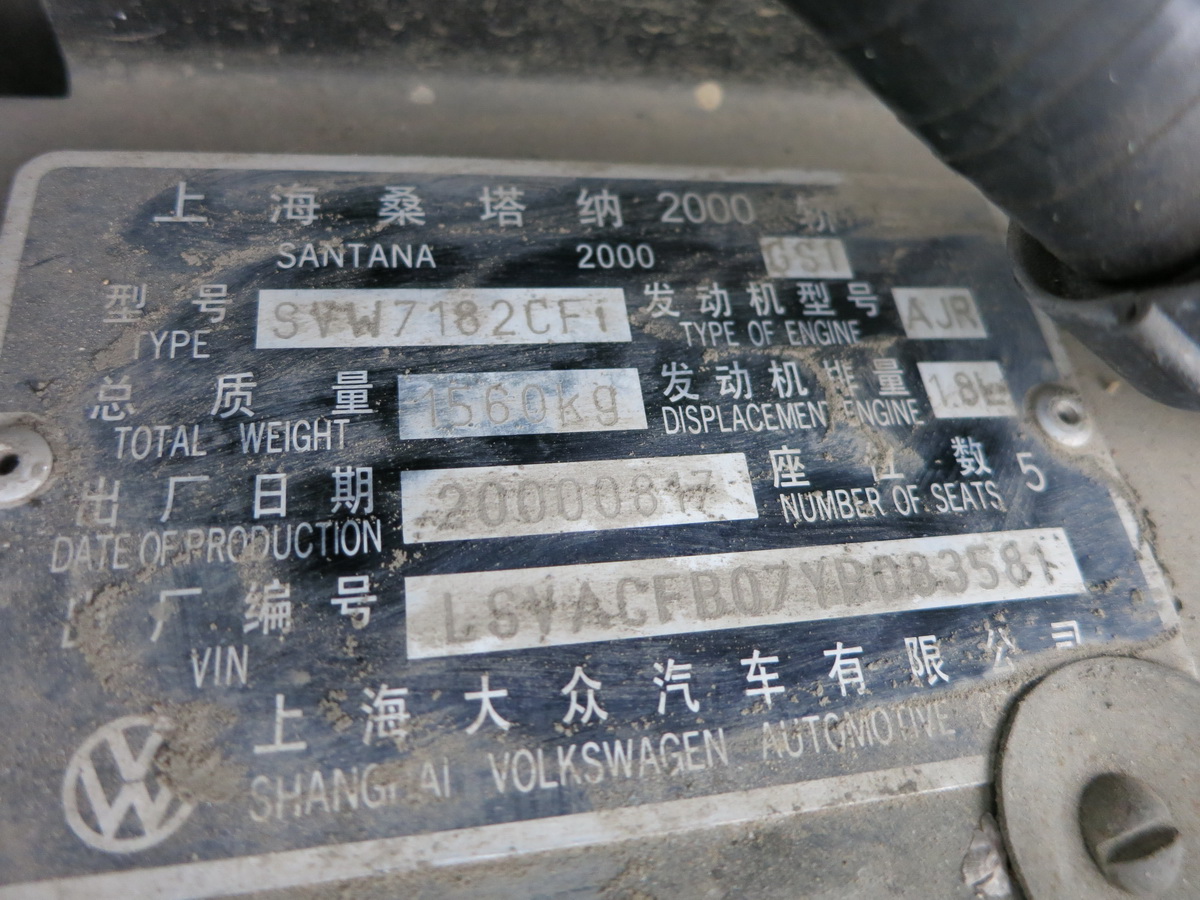 上海桑塔纳2000轿
SANTANA 2000 GSI
型号 SVW7182CFi 发动机型号 AJR
TYPE TYPE OF ENGINE
总质量 1560kg 发动机排量 1.8L
TOTAL WEIGHT DISPLACEMENT ENGINE
出厂日期 20000817 座位数 5
DATE OF PRODUCTION NUMBER OF SEATS
厂编号 LSVACFB07YB083581
VIN
上海大众汽车有限公司
SHANGHAI VOLKSWAGEN AUTOMOTIVE